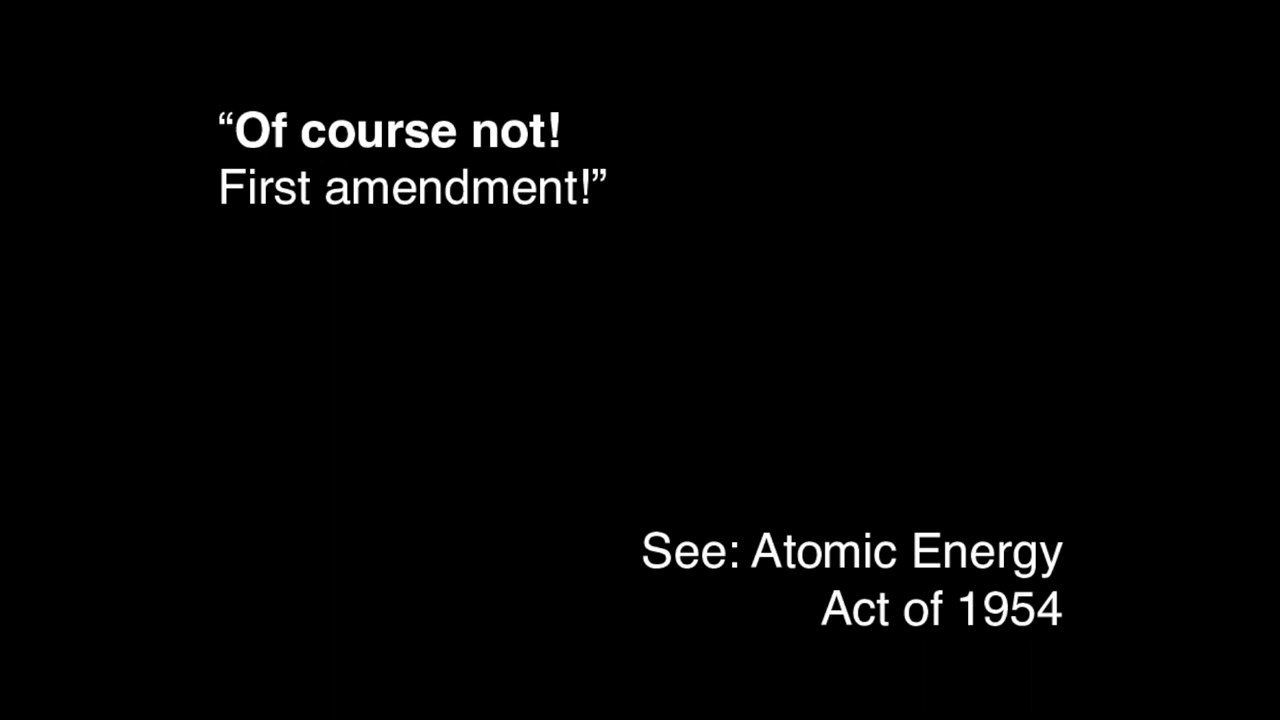 “Of course not!
First amendment!”
See: Atomic Energy
Act of 1954